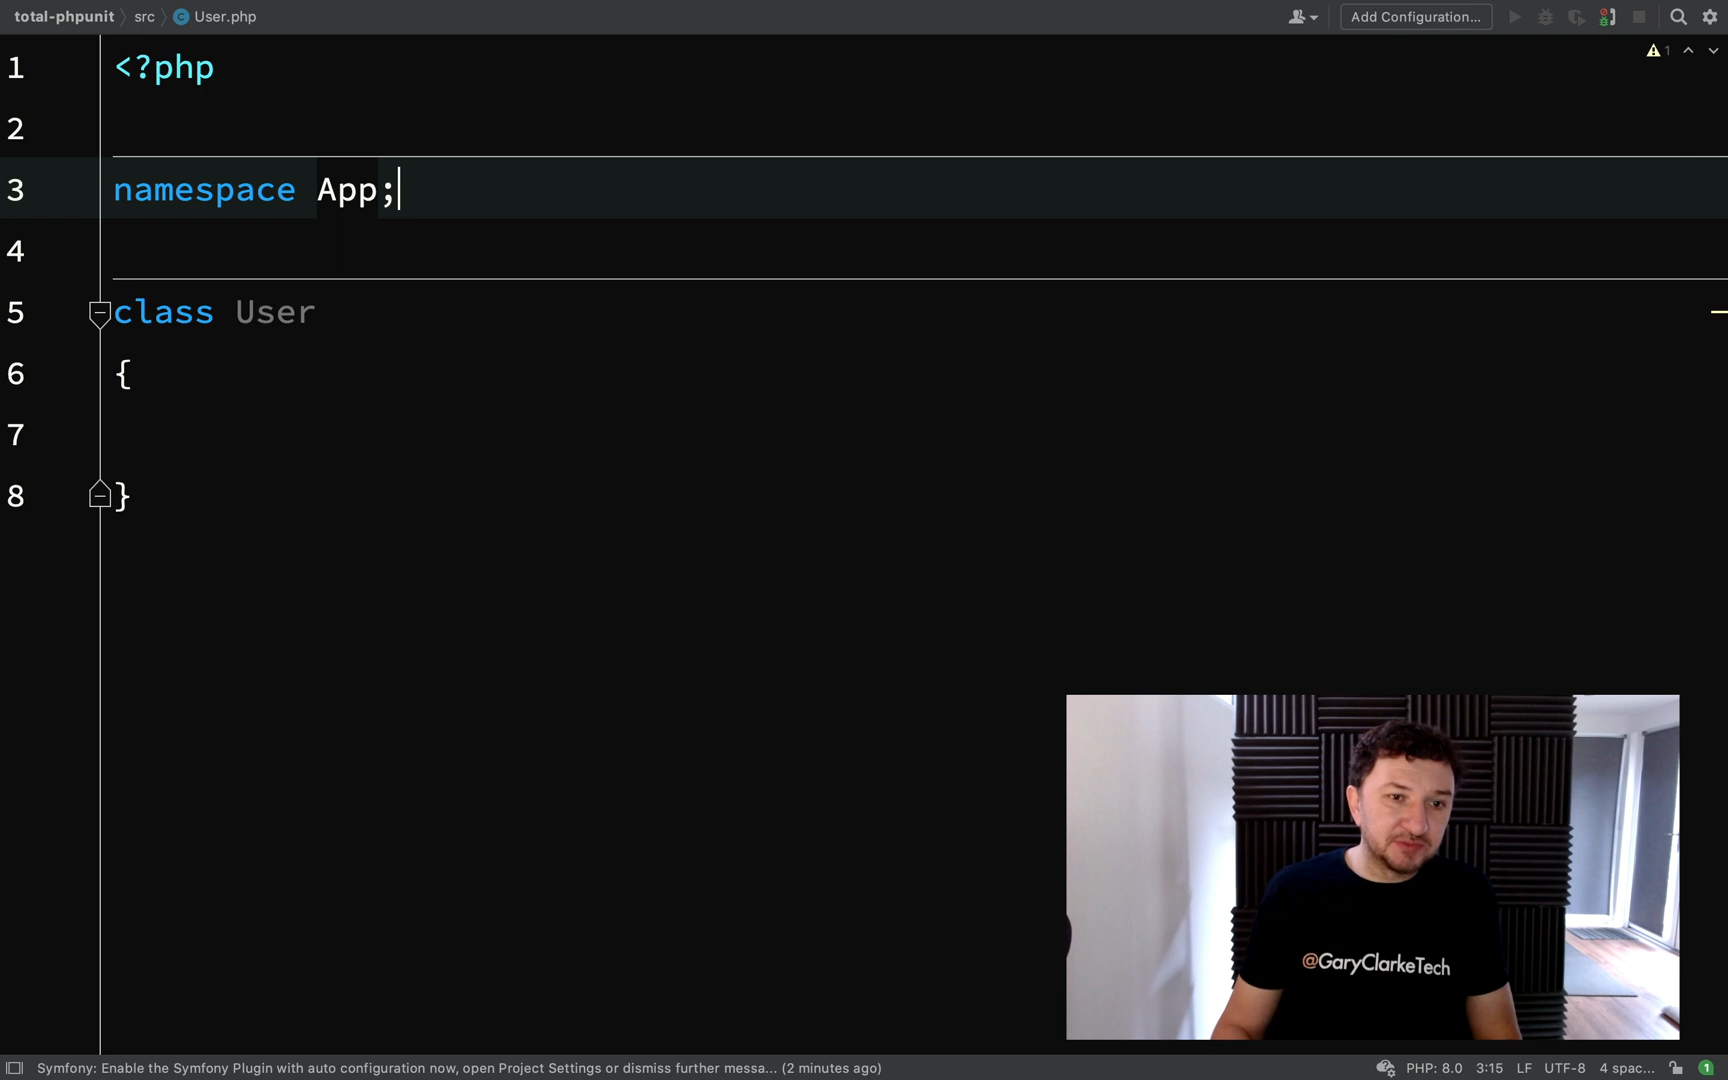 total-phpunit src User.php Add Configuration...
1
1 <?php
2
3 namespace App;
4
5 class User
6 {
7
8 }
@GaryClarkeTech
Symfony: Enable the Symfony Plugin with auto configuration now, open Project Settings or dismiss further messa... (2 minutes ago) PHP: 8.0 3:15 LF UTF-8 4 spac... 1